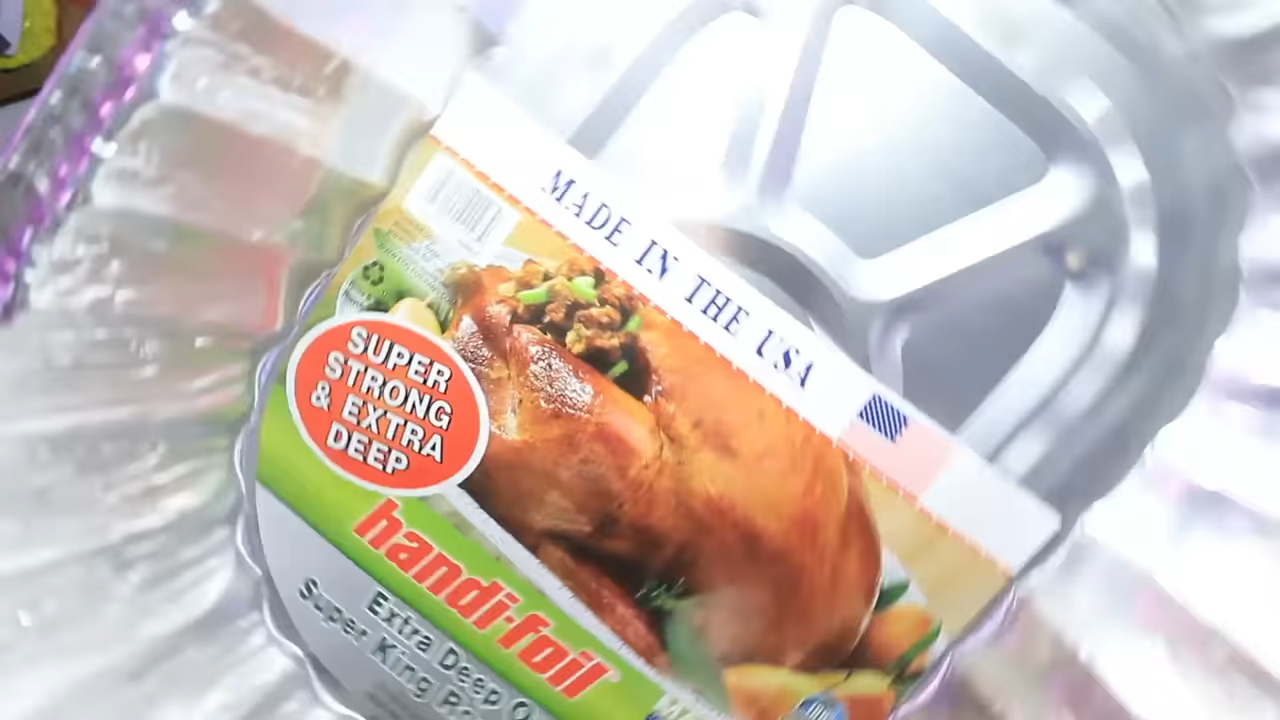 MADE IN THE USA
SUPER
STRONG
& EXTRA
DEEP
handi-foil
Extra Deep
Super King